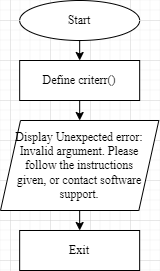 Start
Define criterr()
Display Unexpected error:
Invalid argument. Please
follow the instructions
given, or contact software
support.
Exit